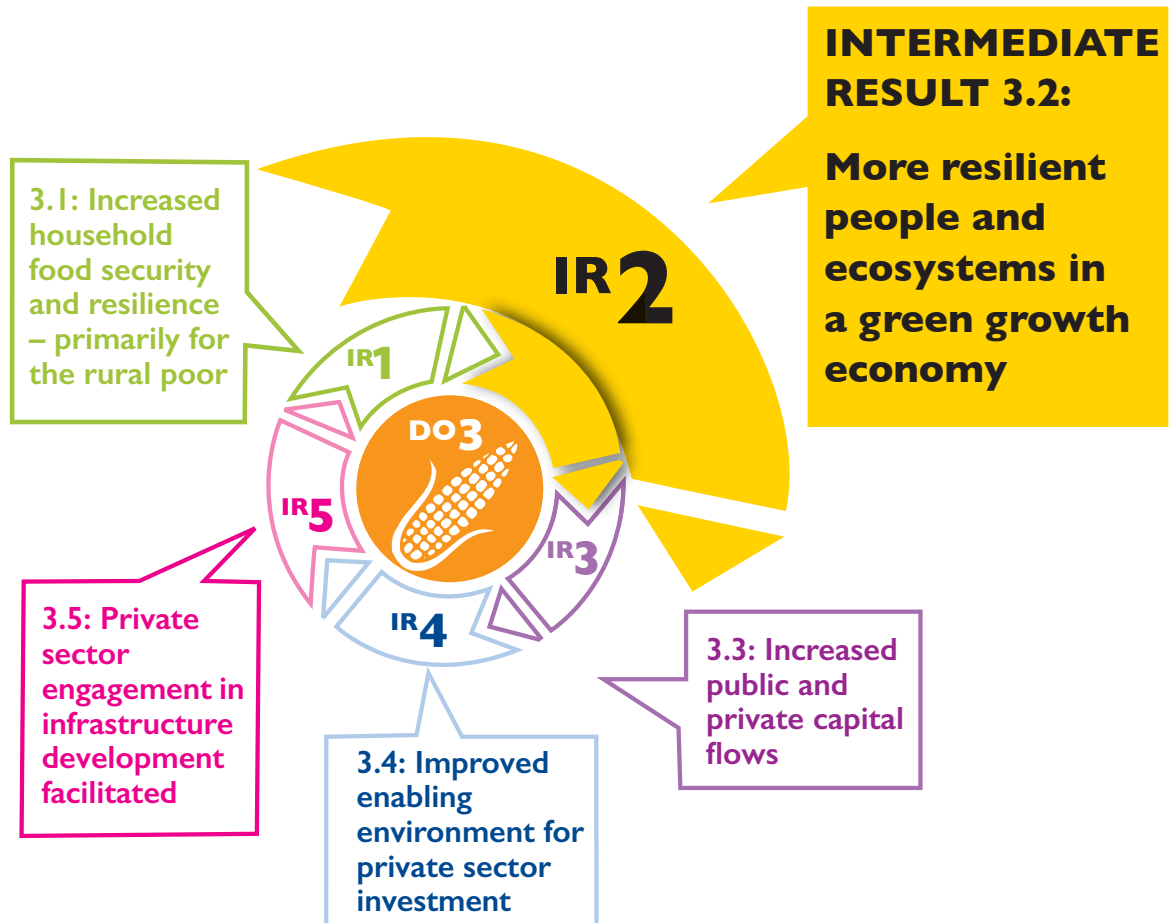 INTERMEDIATE
RESULT 3.2:
More resilient
people and
ecosystems in
a green growth
economy
3.1: Increased
household
food security
and resilience
– primarily for
the rural poor
IR2
IR1
DO3
IR5
IR3
IR4
3.5: Private
sector
engagement in
infrastructure
development
facilitated
3.3: Increased
public and
private capital
flows
3.4: Improved
enabling
environment for
private sector
investment